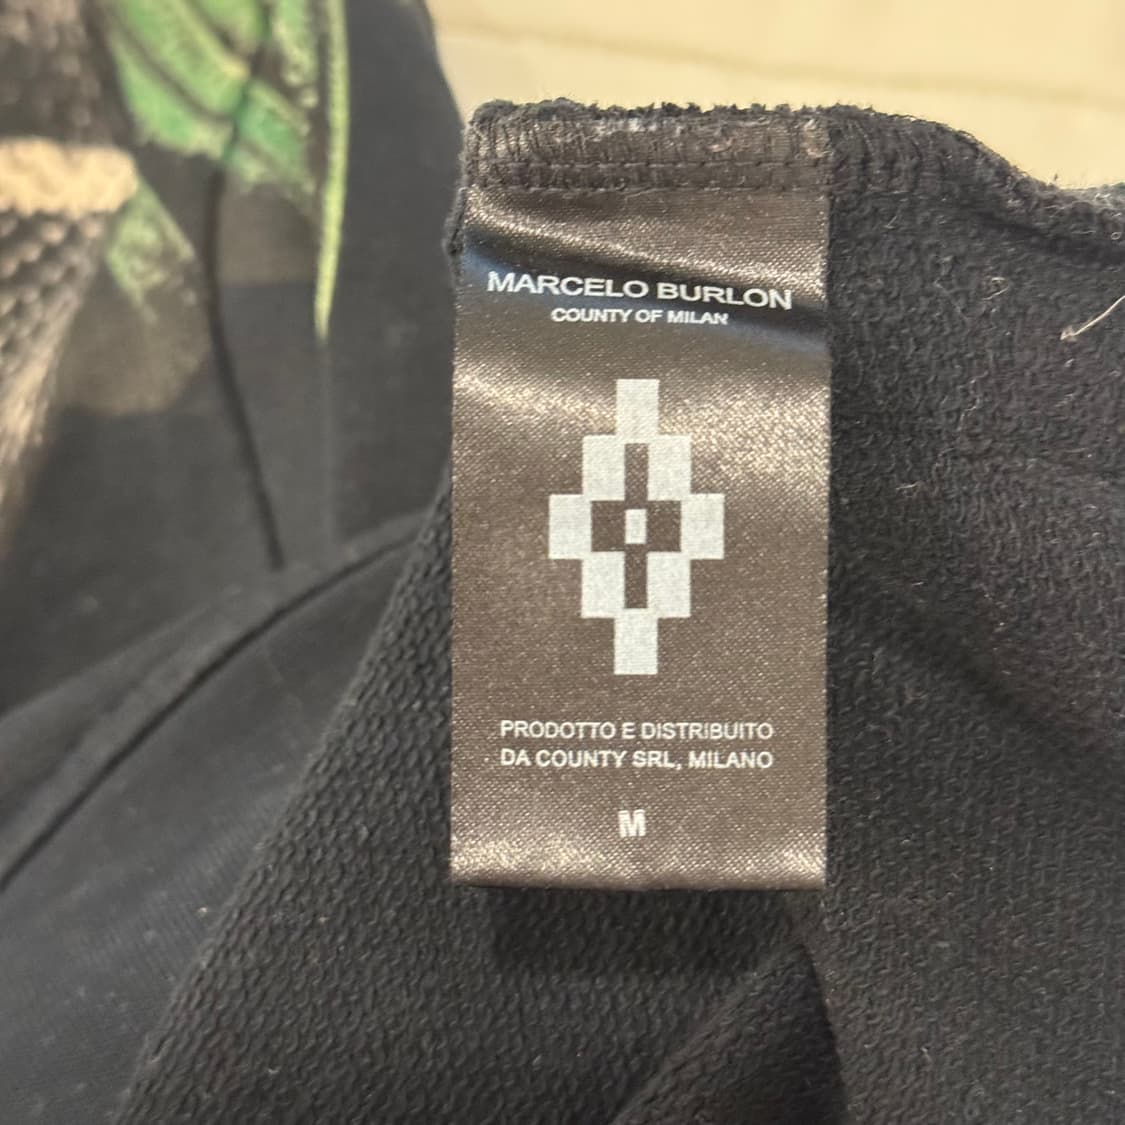 MARCELO BURLON
COUNTY OF MILAN
PRODOTTO E DISTRIBUITO
DA COUNTY SRL, MILANO
M